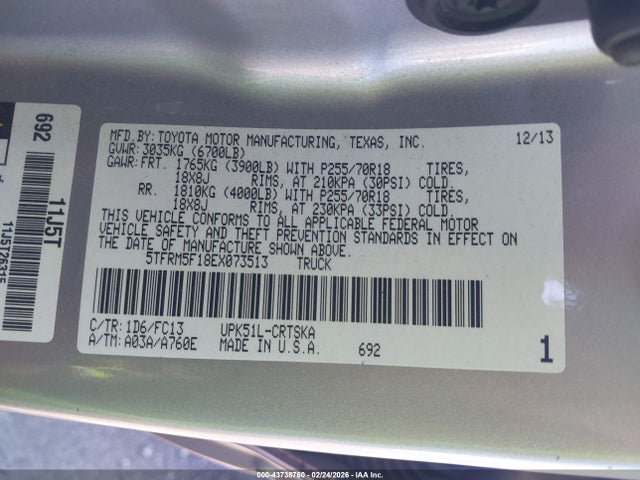 MFD.BY:TOYOTA MOTOR MANUFACTURING, TEXAS, INC. 12/13
GVWR: 3035KG (6700LB)
GAWR: FRT. 1765KG (3900LB) WITH P255/70R18 TIRES,
18X8J RIMS, AT 210KPA (30PSI) COLD.
RR. 1810KG (4000LB) WITH P255/70R18 TIRES,
18X8J RIMS, AT 230KPA (33PSI) COLD.
THIS VEHICLE CONFORMS TO ALL APPLICABLE FEDERAL MOTOR
VEHICLE SAFETY AND THEFT PREVENTION STANDARDS IN EFFECT ON
THE DATE OF MANUFACTURE SHOWN ABOVE.
5TFRM5F18EX073513 TRUCK
C/TR: 1D6/FC13 UPK51L-CRTSKA
A/TM: A03A/A760E MADE IN U.S.A. 692 1
692
11J5T
11J5T26315
000-43738760 - 02/24/2026 - IAA Inc.